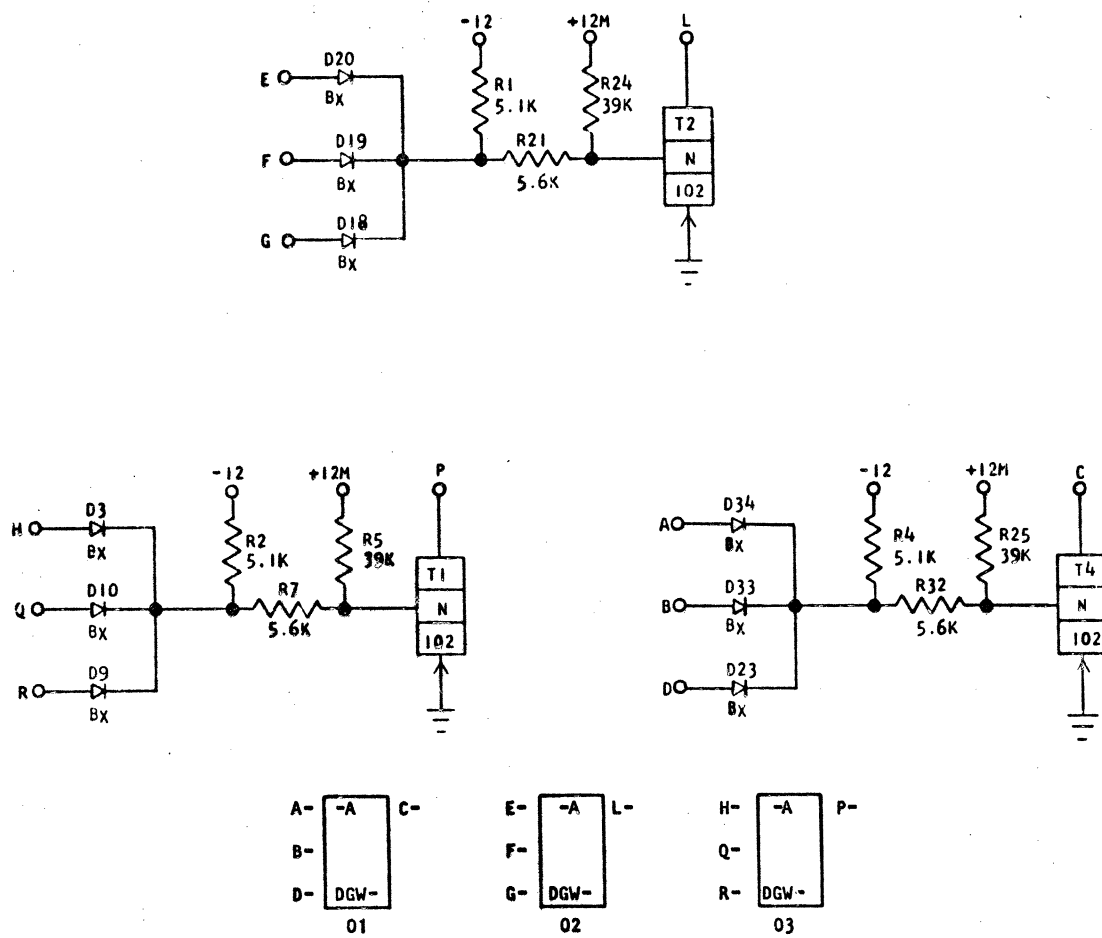 -12 +12M L
D20
E
BX
R1
5.1K
R24
39K
T2
D19
R21
F
N
BX
5.6K
102
D18
G
BX
-12 +12M P
D3
H
BX
R2
5.1K
R5
39K
T1
D10
R7
Q
N
BX
5.6K
102
D9
R
BX
-12 +12M C
D34
A
BX
R4
5.1K
R25
39K
T4
D33
R32
B
N
BX
5.6K
102
D23
D
BX
A- -A C-
B-
D- DGW-
01
E- -A L-
F-
G- DGW-
02
H- -A P-
Q-
R- DGW-
03